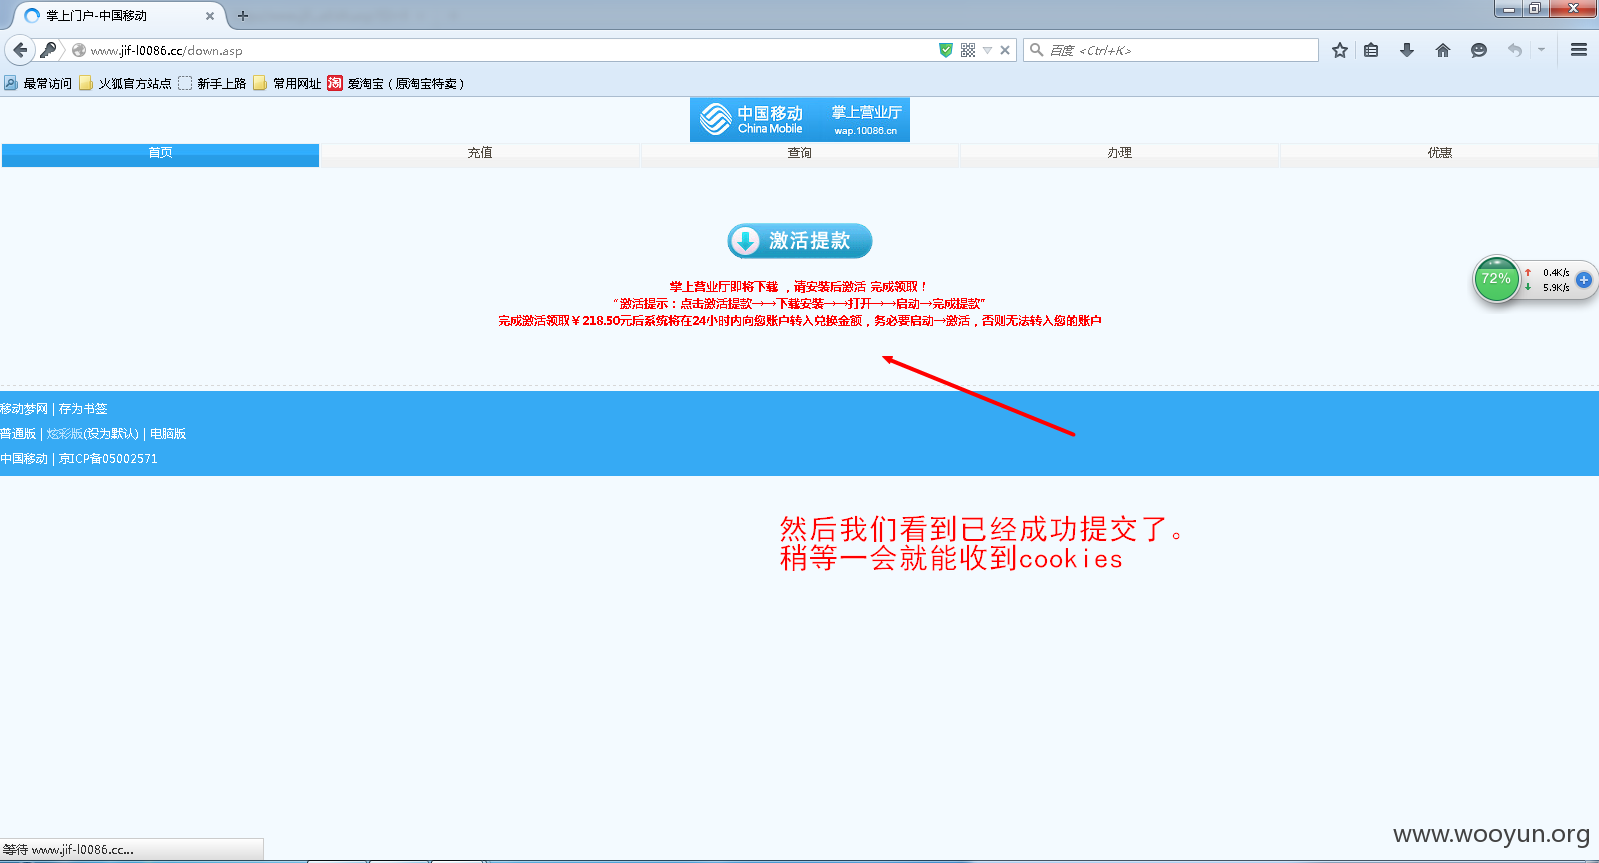 掌上门户-中国移动
www.jif-l0086.cc/down.asp
百度 <Ctrl+K>
最常访问 火狐官方站点 新手上路 常用网址 淘 爱淘宝（原淘宝特卖）
中国移动 掌上营业厅
China Mobile wap.10086.cn
首页 充值 查询 办理 优惠
激活提款
72% 0.4K/s
5.9K/s
掌上营业厅即将下载 ，请安装后激活 完成领取！
“激活提示：点击激活提款→→下载安装→→打开→→启动→完成提款”
完成激活领取￥218.50元后系统将在24小时内向您账户转入兑换金额，务必要启动→激活，否则无法转入您的账户
移动梦网 | 存为书签
普通版 | 炫彩版(设为默认) | 电脑版
中国移动 | 京ICP备05002571
然后我们看到已经成功提交了。
稍等一会就能收到cookies
www.wooyun.org
等待 www.jif-l0086.cc...